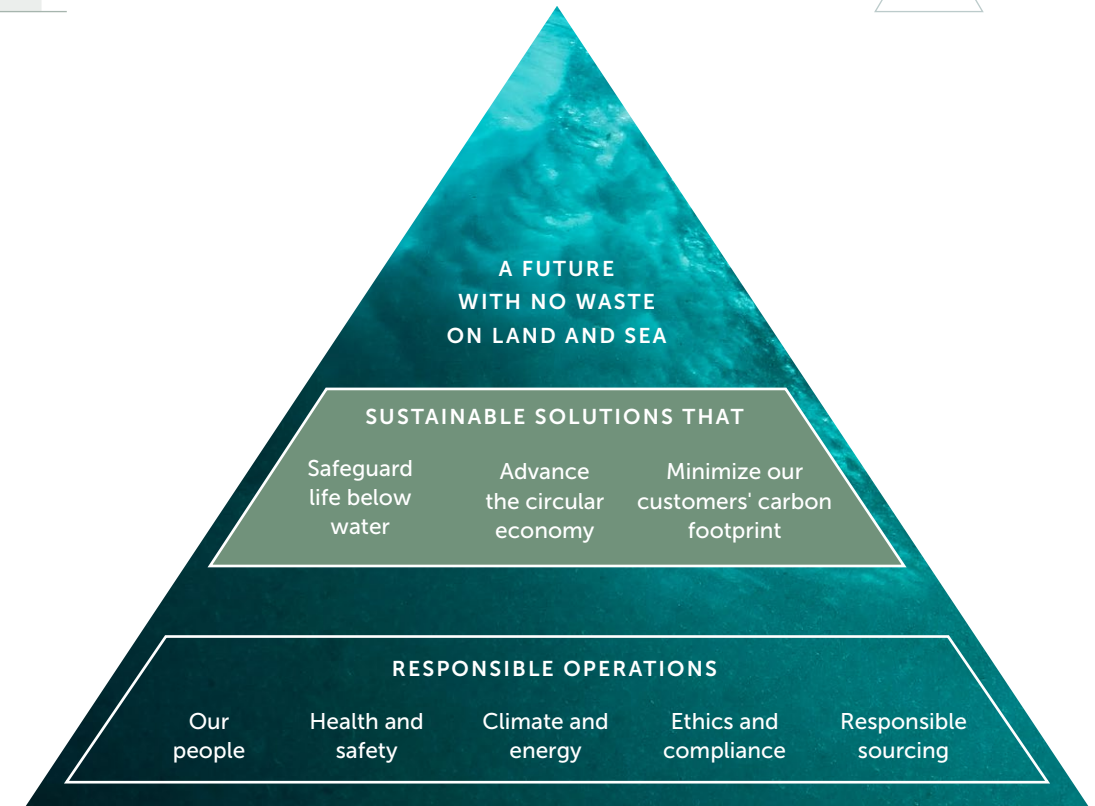 A FUTURE
WITH NO WASTE
ON LAND AND SEA
SUSTAINABLE SOLUTIONS THAT
Safeguard
life below
water
Advance
the circular
economy
Minimize our
customers' carbon
footprint
RESPONSIBLE OPERATIONS
Our
people
Health and
safety
Climate and
energy
Ethics and
compliance
Responsible
sourcing